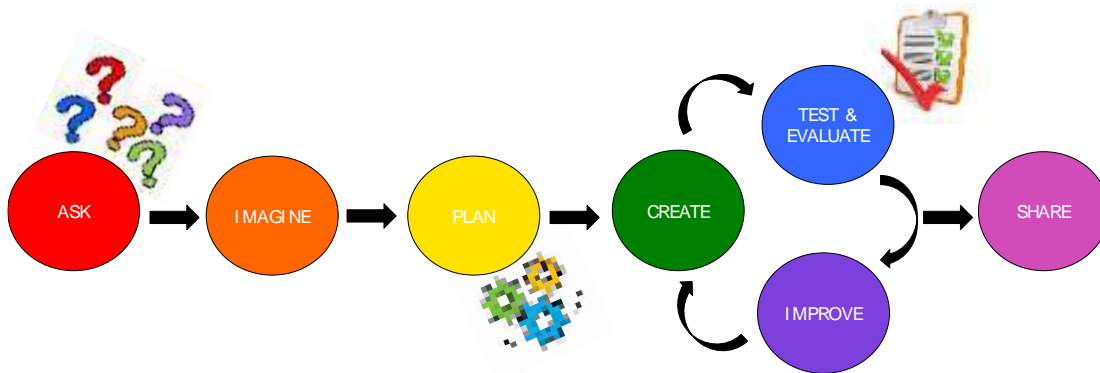 ASK
IMAGINE
PLAN
CREATE
TEST &
EVALUATE
IMPROVE
SHARE